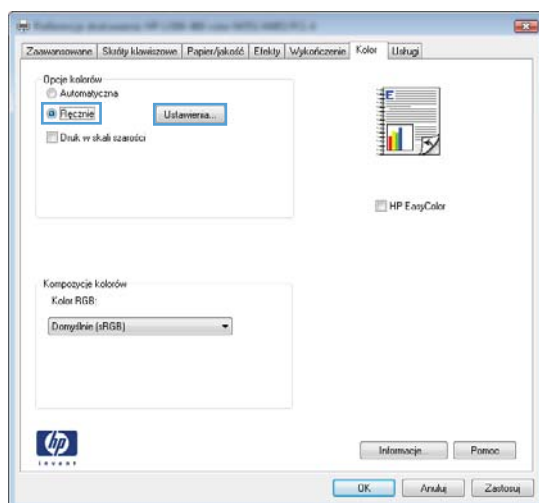 Zaawansowane Skróty klawiszowe Papier/jakość Efekty Wykończenie Kolor Usługi
Opcje kolorów
Automatyczna
Ręcznie Ustawienia...
Druk w skali szarości
HP EasyColor
Kompozycje kolorów
Kolor RGB:
Domyślnie (sRGB)
hp
invent
Informacje... Pomoc
OK Anuluj Zastosuj